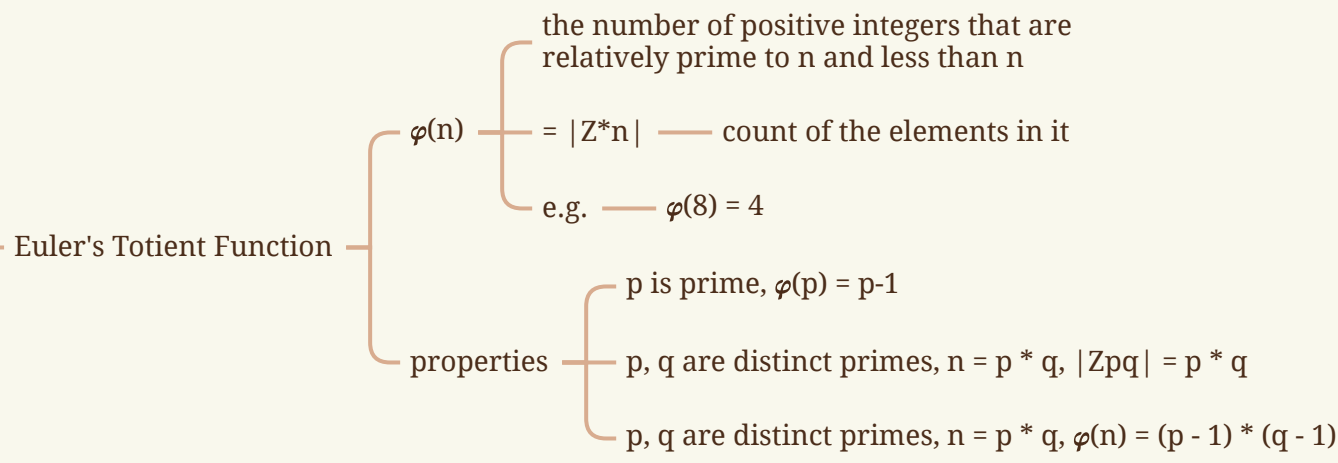 Euler's Totient Function
𝝋(n)
the number of positive integers that are
relatively prime to n and less than n
= |Z*n|
count of the elements in it
e.g.
𝝋(8) = 4
properties
p is prime, 𝝋(p) = p-1
p, q are distinct primes, n = p * q, |Zpq| = p * q
p, q are distinct primes, n = p * q, 𝝋(n) = (p - 1) * (q - 1)